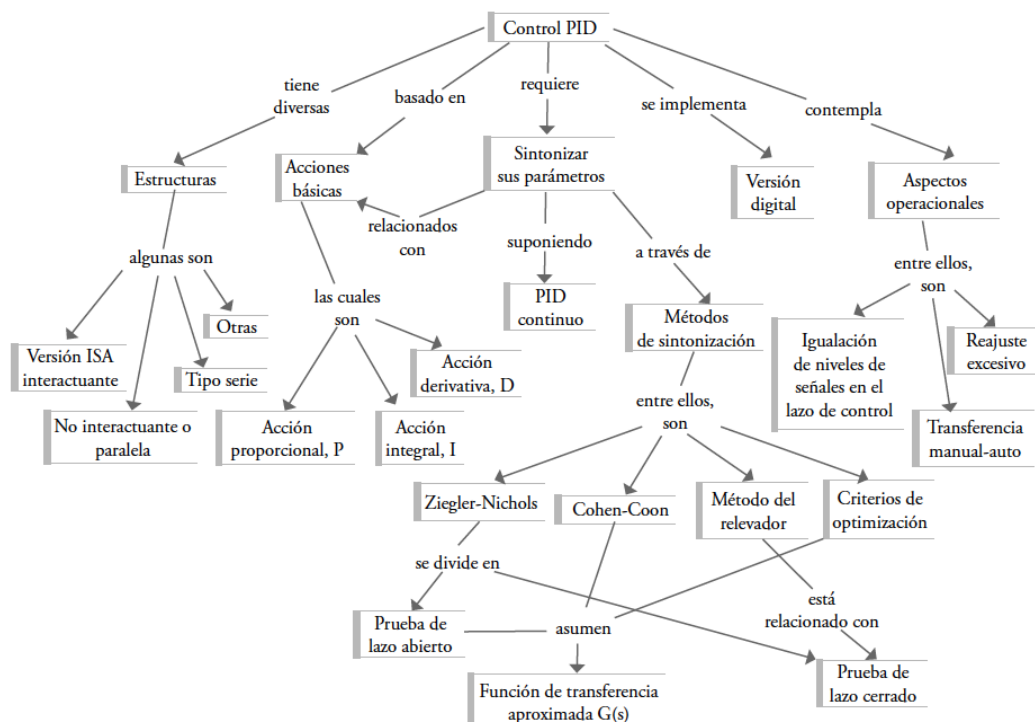 Control PID
tiene
diversas
basado en
requiere
se implementa
contempla
Estructuras
Acciones
básicas
Sintonizar
sus parámetros
Versión
digital
Aspectos
operacionales
relacionados
con
algunas son
suponiendo
a través de
entre ellos,
son
las cuales
son
PID
continuo
Métodos
de sintonización
Otras
Versión ISA
interactuante
Tipo serie
Acción
derivativa, D
Igualación
de niveles de
señales en el
lazo de control
Reajuste
excesivo
No interactuante o
paralela
Acción
proporcional, P
Acción
integral, I
entre ellos,
son
Transferencia
manual-auto
Ziegler-Nichols
Cohen-Coon
Método del
relevador
Criterios de
optimización
se divide en
está
relacionado con
Prueba de
lazo abierto
asumen
Prueba de
lazo cerrado
Función de transferencia
aproximada G(s)